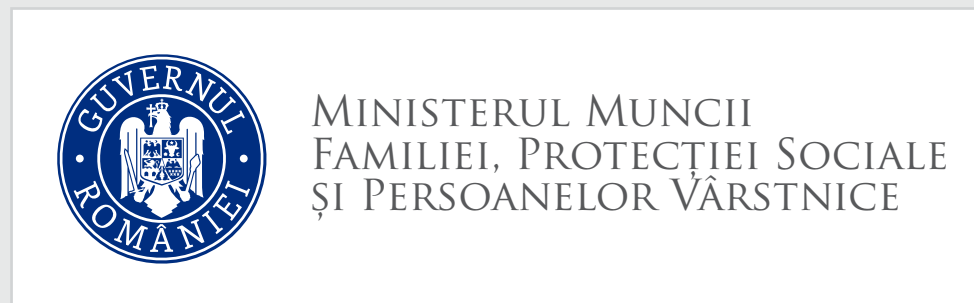 GUVERNUL
ROMÂNIEI
MINISTERUL MUNCII
FAMILIEI, PROTECȚIEI SOCIALE
ȘI PERSOANELOR VÂRSTNICE